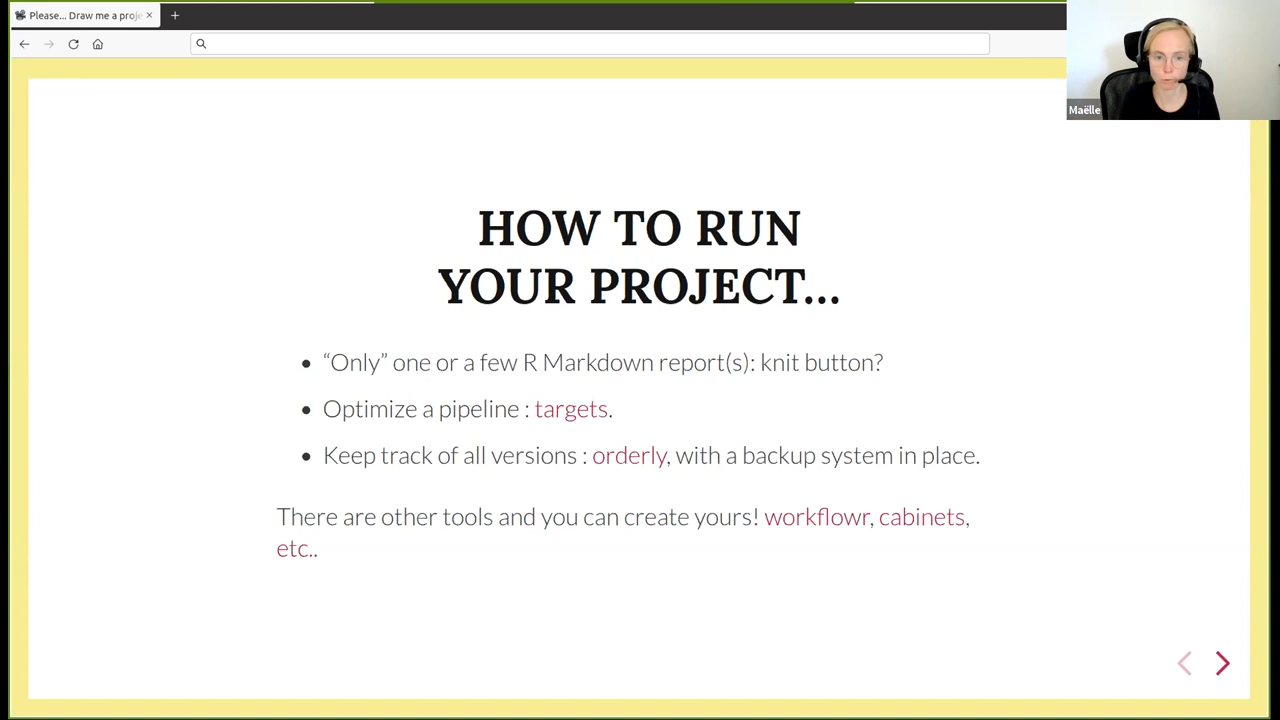 Please... Draw me a proje
Maëlle
HOW TO RUN
YOUR PROJECT...
• “Only” one or a few R Markdown report(s): knit button?
• Optimize a pipeline : targets.
• Keep track of all versions : orderly, with a backup system in place.
There are other tools and you can create yours! workflowr, cabinets,
etc..